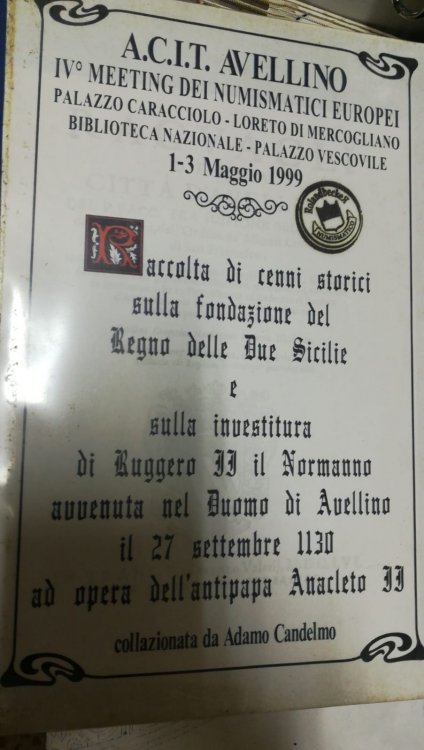 A.C.I.T. AVELLINO
IV° MEETING DEI NUMISMATICI EUROPEI
PALAZZO CARACCIOLO - LORETO DI MERCOGLIANO
BIBLIOTECA NAZIONALE - PALAZZO VESCOVILE
1-3 Maggio 1999
NUMISMATICO
Raccolta di cenni storici
sulla fondazione del
Regno delle Due Sicilie
e
sulla investitura
di Ruggero II il Normanno
avvenuta nel Duomo di Avellino
il 27 settembre 1130
ad opera dell'antipapa Anacleto II
collazionata da Adamo Candelmo